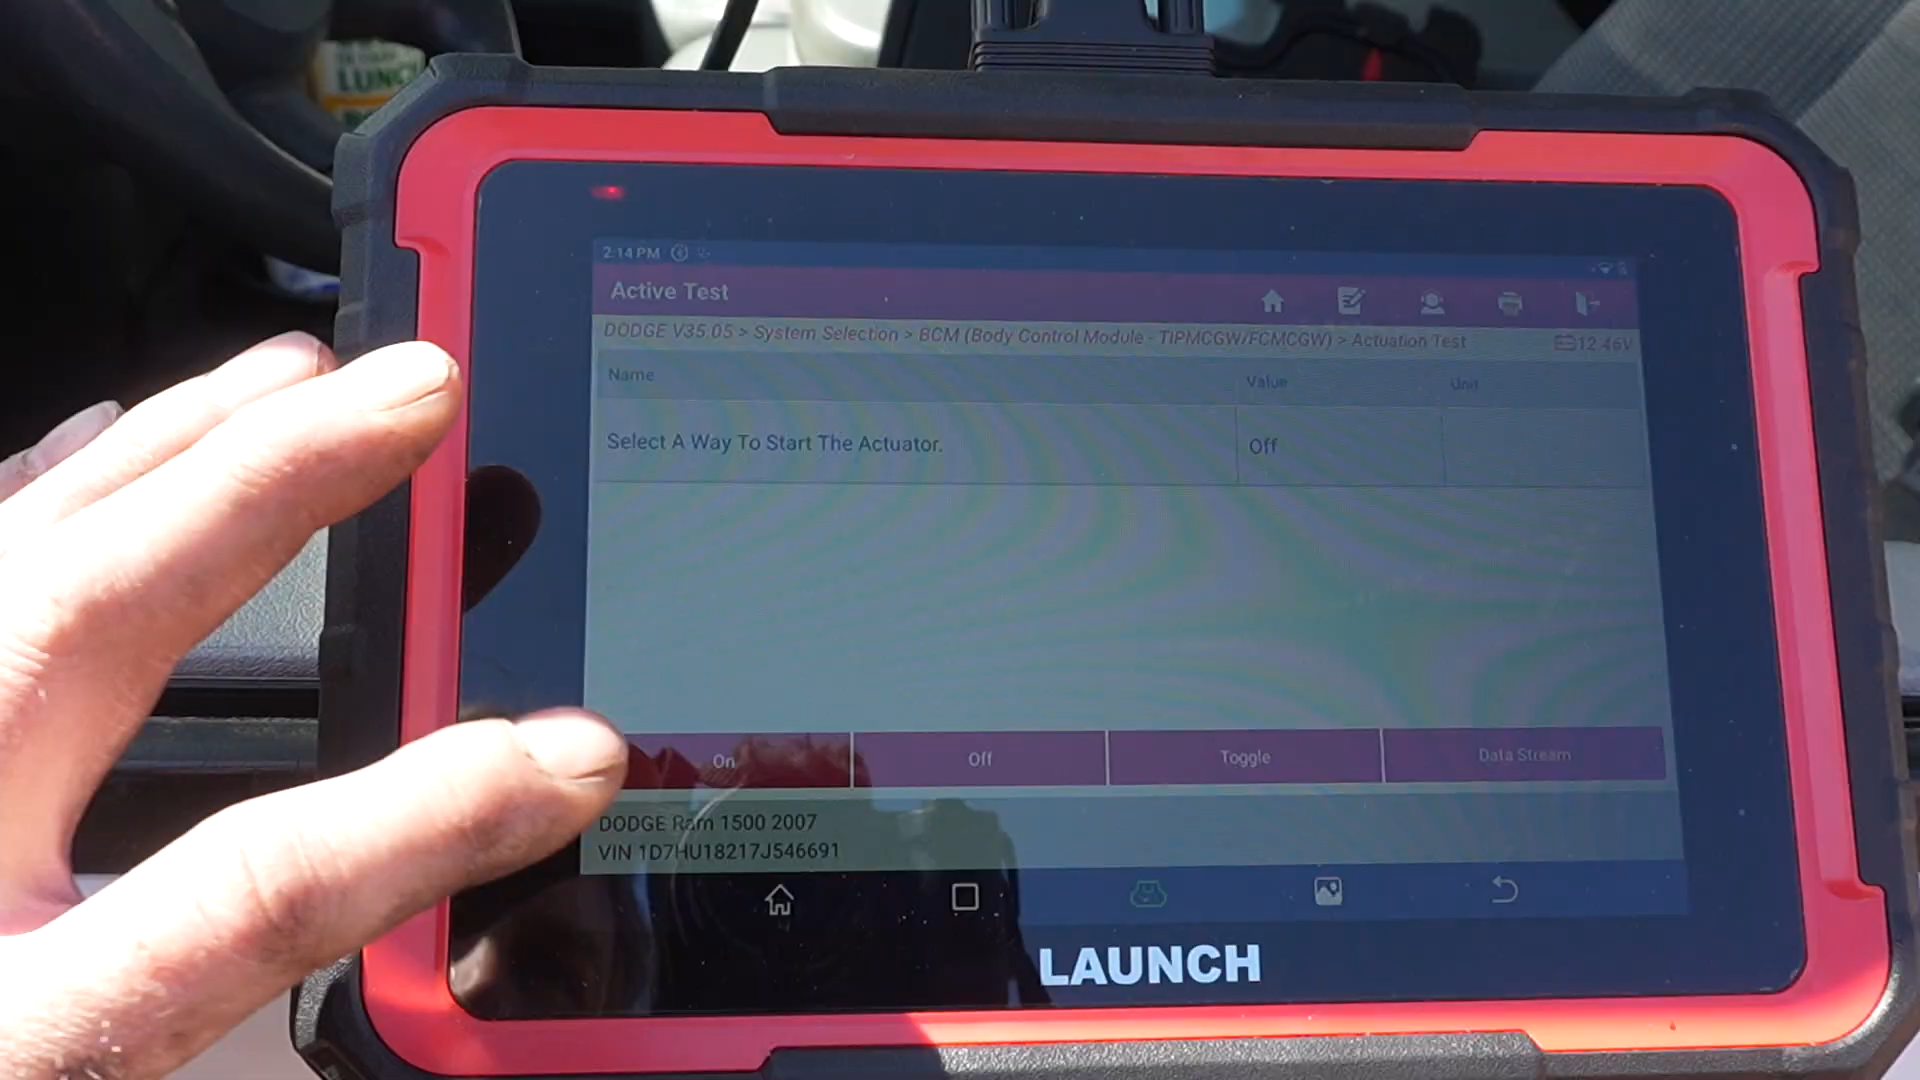 LUNCH
2:14 PM
Active Test
DODGE V35.05 > System Selection > BCM (Body Control Module - TIPMCGW/FCMCGW) > Actuation Test
12.46V
Name Value Unit
Select A Way To Start The Actuator. Off
On Off Toggle Data Stream
DODGE Ram 1500 2007
VIN 1D7HU18217J546691
LAUNCH